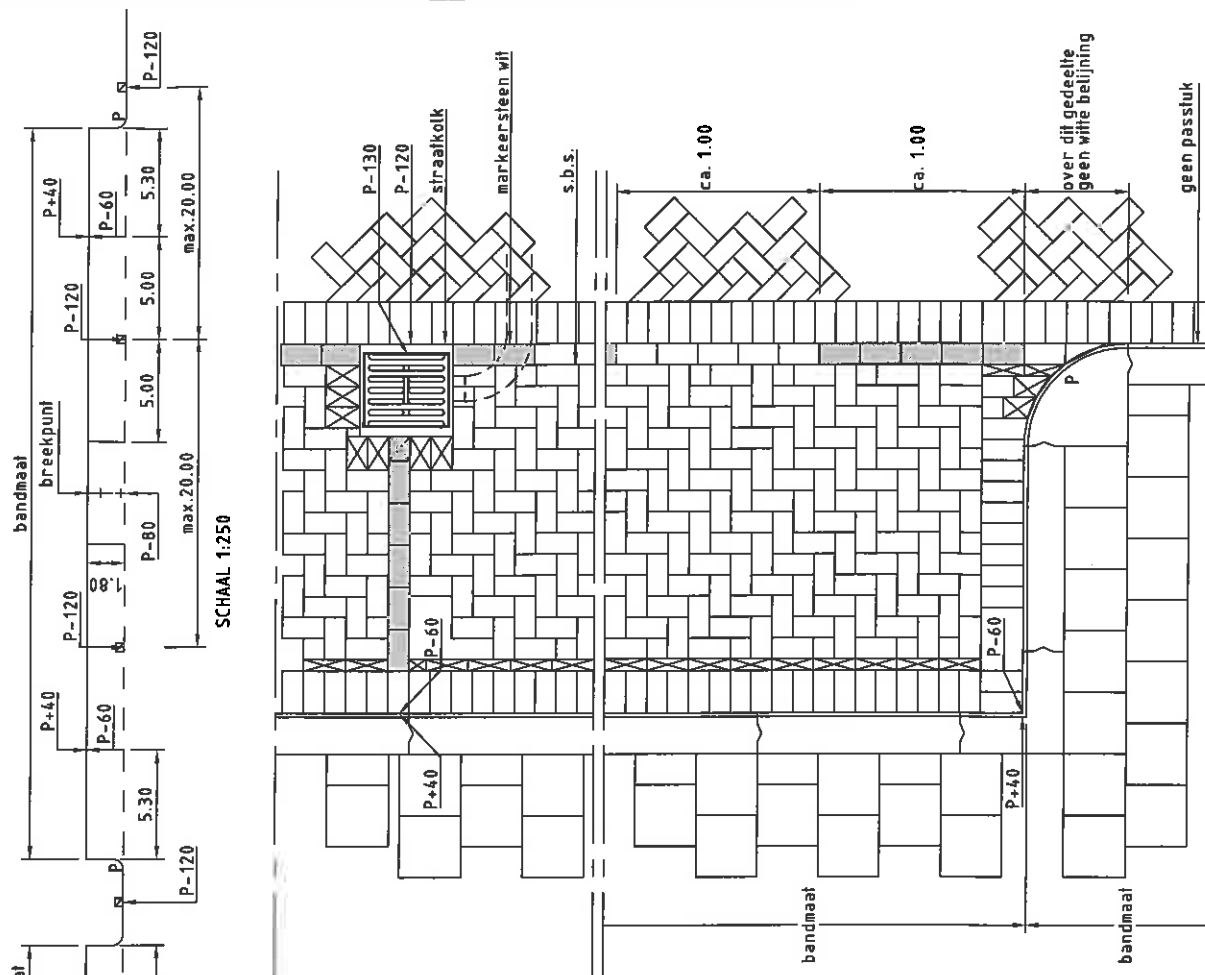 bandmaat
P-120
P
P+40
P-60
5.30
max.20.00
P-120
5.00
5.00
breekpunt
P-80
max.20.00
1.80
P-120
P+40
P-60
5.30
P
P-120
SCHAAL 1:250
P-130
P-120
straatkolk
markeersteen wit
s.b.s.
ca. 1.00
ca. 1.00
over dit gedeelte
geen witte belijning
geen passtuk
P-60
P+40
P
P-60
P+40
bandmaat
bandmaat